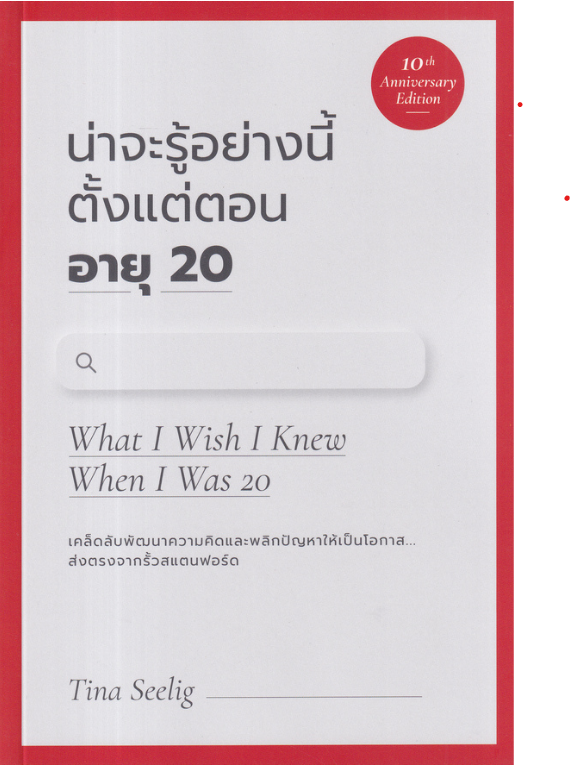 10th
Anniversary
Edition
น่าจะรู้อย่างนี้
ตั้งแต่ตอน
อายุ 20
What I Wish I Knew
When I Was 20
เคล็ดลับพัฒนาความคิดและพลิกปัญหาให้เป็นโอกาส...
ส่งตรงจากรั้วสแตนฟอร์ด
Tina Seelig